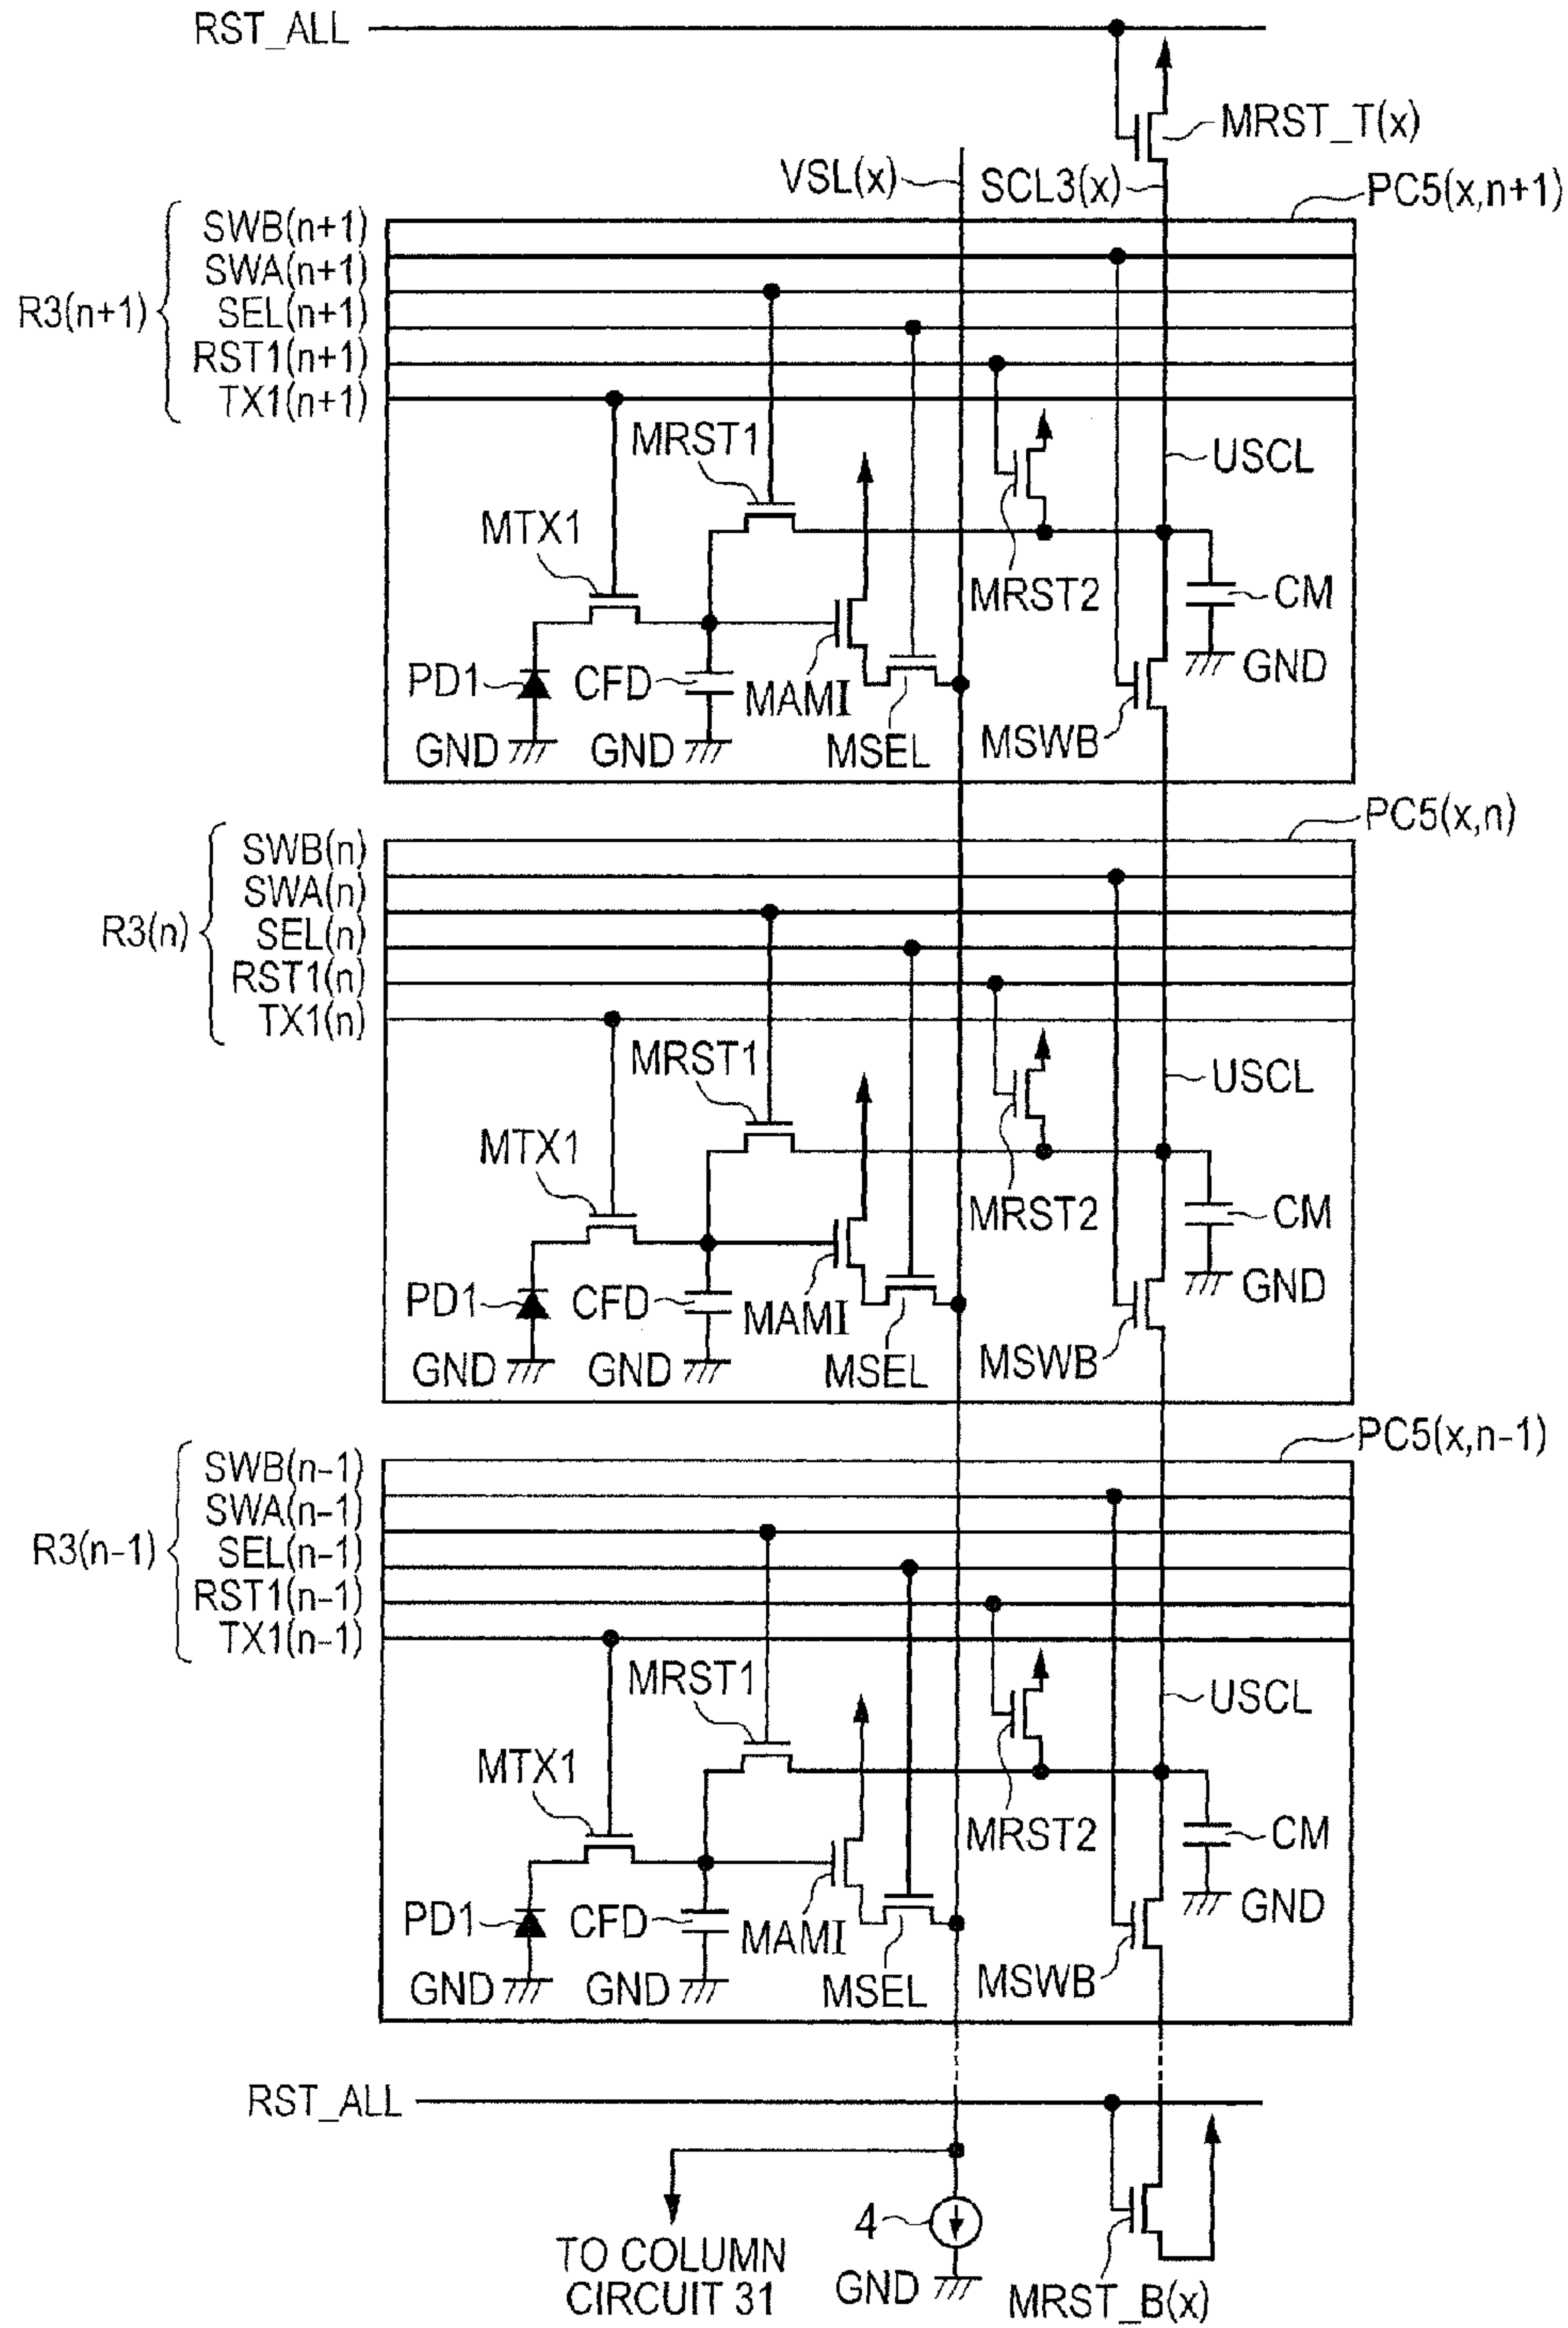 RST_ALL
MRST_T(x)
VSL(x)
SCL3(x)
PC5(x,n+1)
R3(n+1)
SWB(n+1)
SWA(n+1)
SEL(n+1)
RST1(n+1)
TX1(n+1)
MRST1
USCL
MTX1
MRST2
CM
PD1
CFD
MAMI
GND
GND
GND
MSEL
MSWB
PC5(x,n)
R3(n)
SWB(n)
SWA(n)
SEL(n)
RST1(n)
TX1(n)
MRST1
USCL
MTX1
MRST2
CM
PD1
CFD
MAMI
GND
GND
GND
MSEL
MSWB
PC5(x,n-1)
R3(n-1)
SWB(n-1)
SWA(n-1)
SEL(n-1)
RST1(n-1)
TX1(n-1)
MRST1
USCL
MTX1
MRST2
CM
PD1
CFD
MAMI
GND
GND
GND
MSEL
MSWB
RST_ALL
4
TO COLUMN
CIRCUIT 31
GND
MRST_B(x)